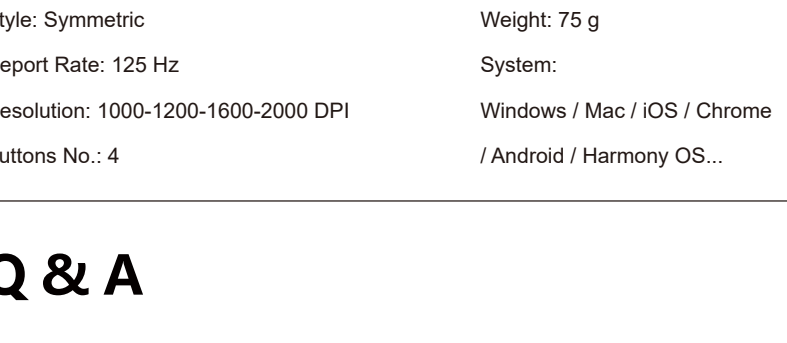 tyle: Symmetric
eport Rate: 125 Hz
esolution: 1000-1200-1600-2000 DPI
uttons No.: 4
Weight: 75 g
System:
Windows / Mac / iOS / Chrome
/ Android / Harmony OS...
Q & A